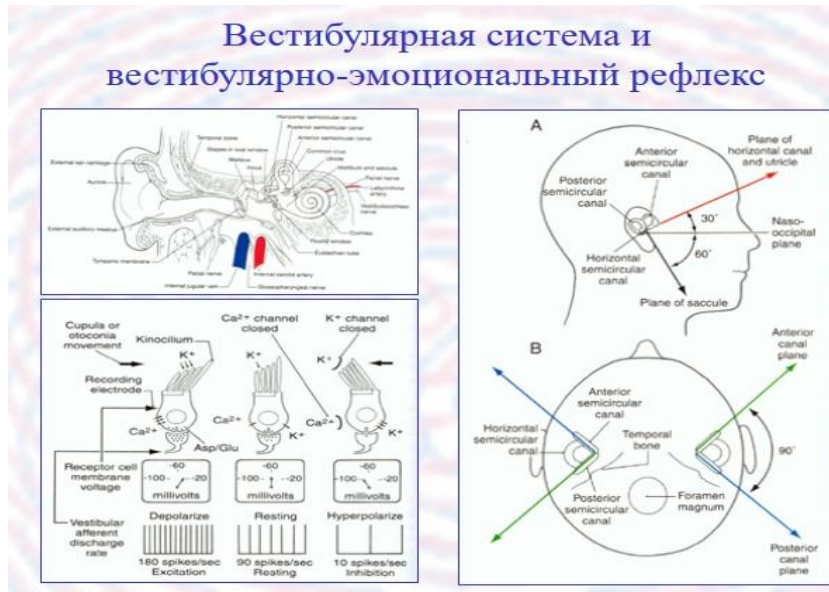 Вестибулярная система и
вестибулярно-эмоциональный рефлекс
Horizontal semicircular canal
Posterior semicircular canal
Anterior semicircular canal
Temporal bone
Stapes in oval window
Malleus
Incus
Common crus
Utricle
Vestibule and saccule
Facial nerve
Labyrinthine
artery
Vestibulocochlear
nerve
Cochlea
Round window
Eustachian tube
External ear cartilage
Auricle
External auditory meatus
Tympanic membrane
Facial nerve
Internal jugular vein
Internal carotid artery
Glossopharyngeal nerve
Cupula or
otoconia
movement
Kinocilium
K+
Ca2+ channel
closed
K+ channel
closed
K+
K+
Recording
electrode
Ca2+
Asp/Glu
Ca2+
K+
Ca2+
Receptor cell
membrane
voltage
-60
-100
-20
millivolts
-60
-100
-20
millivolts
-60
-100
-20
millivolts
Vestibular
afferent
discharge
rate
Depolarize
Resting
Hyperpolarize
180 spikes/sec
Excitation
90 spikes/sec
Resting
10 spikes/sec
Inhibition
A
Plane of
horizontal canal
and utricle
Anterior
semicircular
canal
Posterior
semicircular
canal
30°
60°
Naso-
occipital
plane
Horizontal
semicircular
canal
Plane of saccule
B
Anterior
canal
plane
Anterior
semicircular
canal
Horizontal
semicircular
canal
Temporal
bone
90°
Posterior
semicircular
canal
Foramen
magnum
Posterior
canal plane